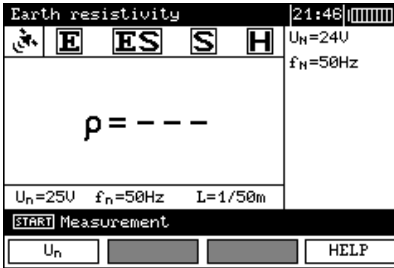 Earth resistivity 21:46
E ES S H
U_N=24V
f_N=50Hz
ρ=---
U_n=25V f_n=50Hz L=1/50m
START Measurement
U_n HELP